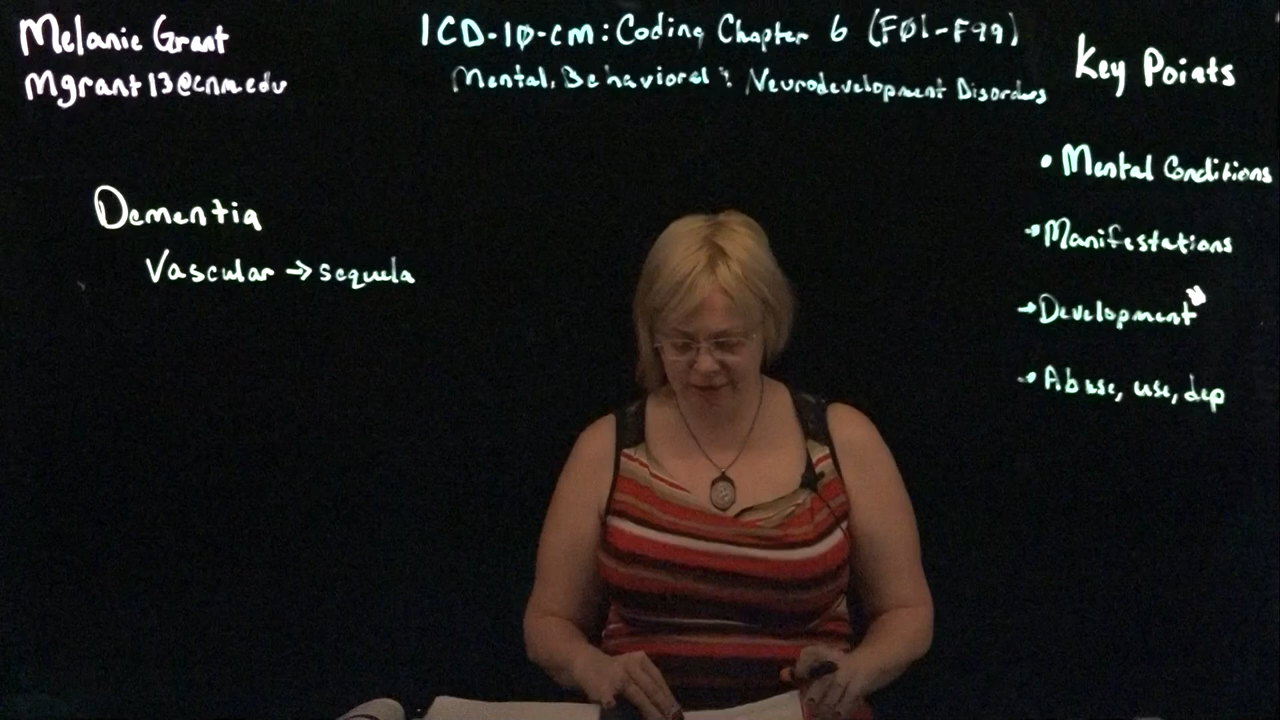 Melanie Grant
mgrant13@cnm.edu
ICD-10-cm: Coding Chapter 6 (F01-F99)
Mental, Behavioral & Neurodevelopment Disorders
Key Points
• Mental Conditions
→ Manifestations
→ Development
→ Abuse, use, dep
Dementia
Vascular → sequela